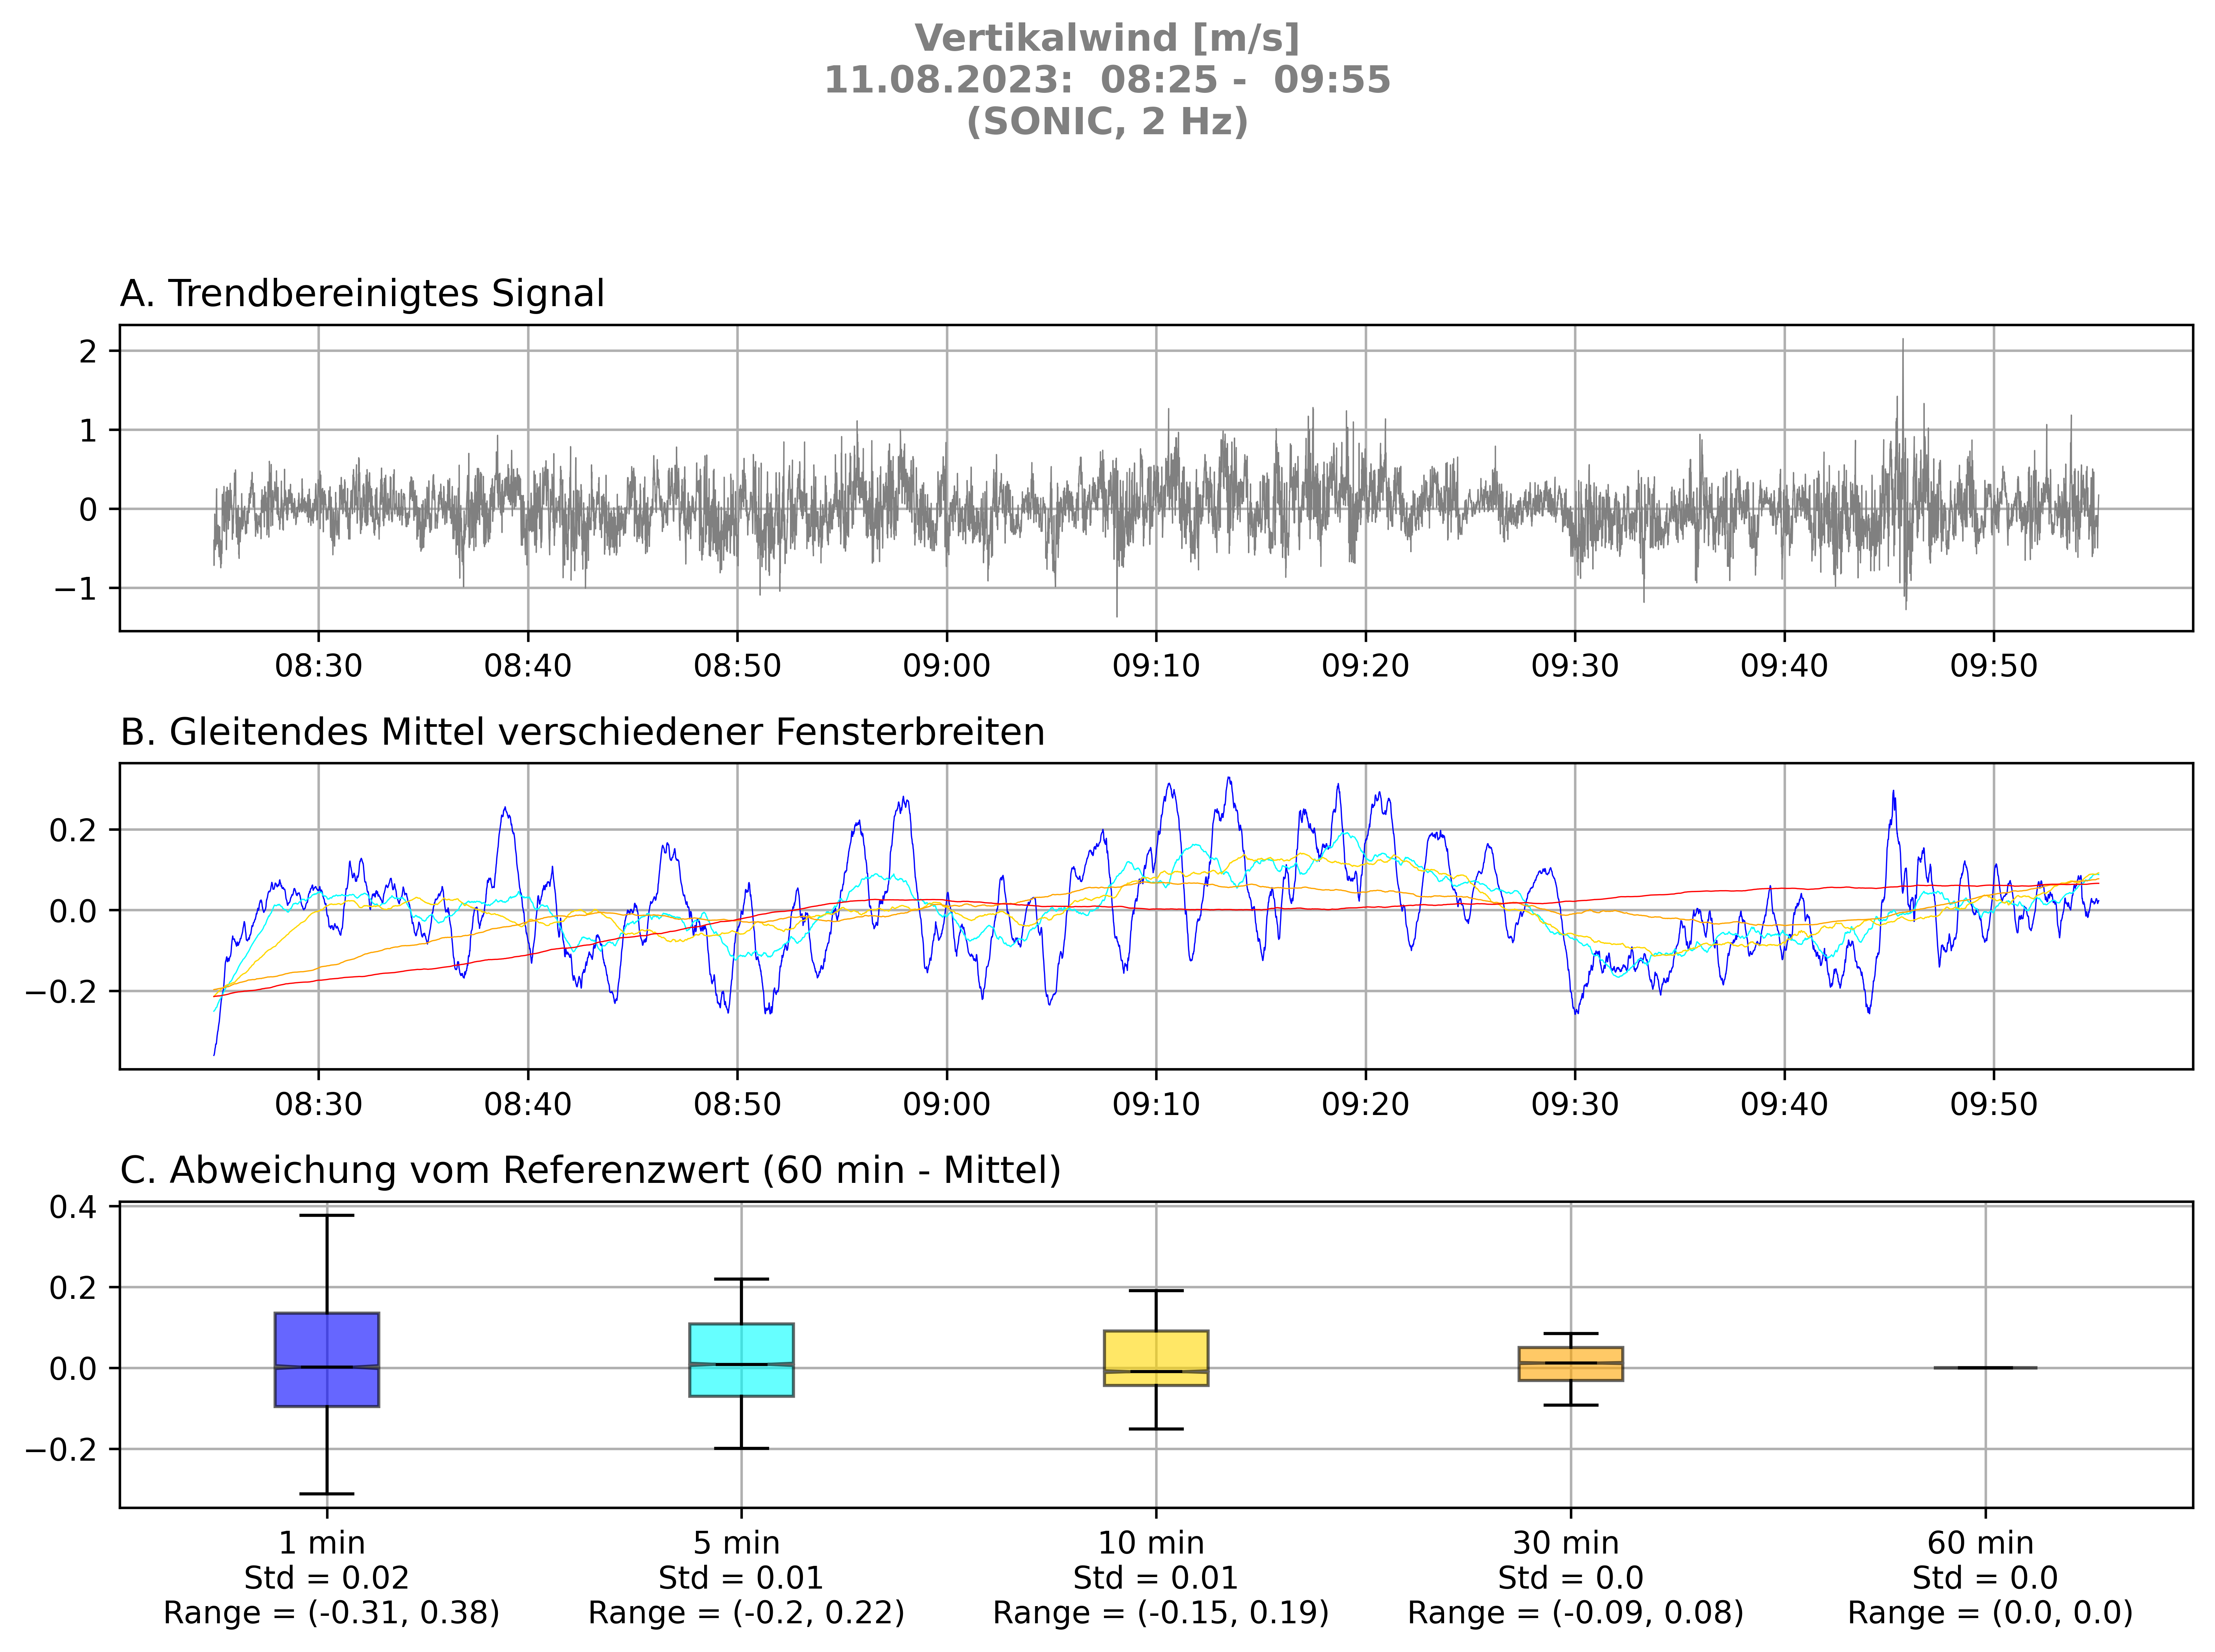 Vertikalwind [m/s]
11.08.2023:  08:25 -  09:55
(SONIC, 2 Hz)
A. Trendbereinigtes Signal
2
1
0
−1
08:30 08:40 08:50 09:00 09:10 09:20 09:30 09:40 09:50
B. Gleitendes Mittel verschiedener Fensterbreiten
0.2
0.0
−0.2
08:30 08:40 08:50 09:00 09:10 09:20 09:30 09:40 09:50
C. Abweichung vom Referenzwert (60 min - Mittel)
0.4
0.2
0.0
−0.2
1 min 5 min 10 min 30 min 60 min
Std = 0.02 Std = 0.01 Std = 0.01 Std = 0.0 Std = 0.0
Range = (-0.31, 0.38) Range = (-0.2, 0.22) Range = (-0.15, 0.19) Range = (-0.09, 0.08) Range = (0.0, 0.0)